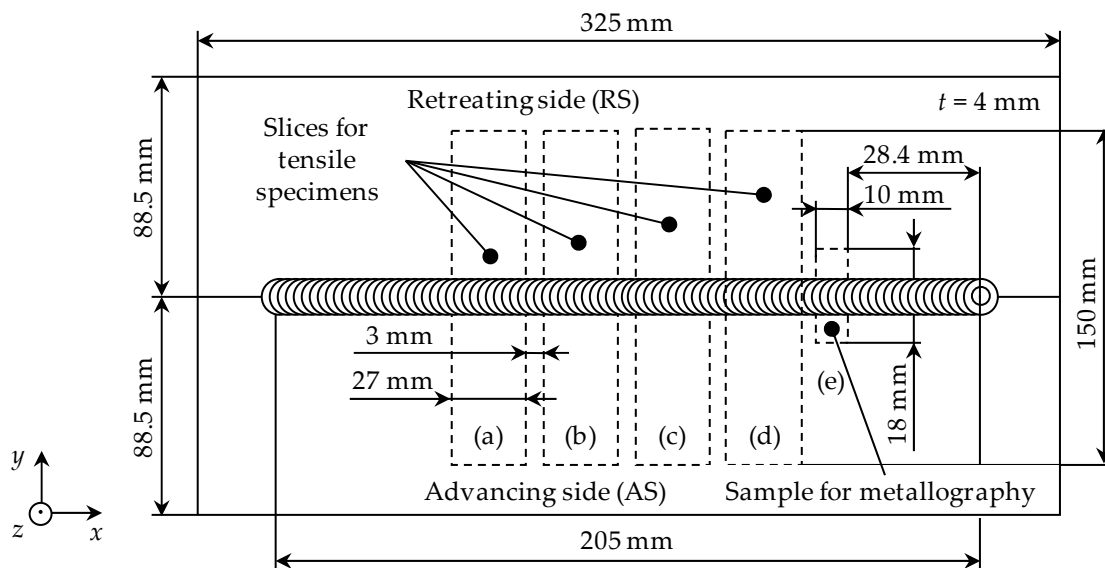 325 mm
Retreating side (RS)
t = 4 mm
Slices for
tensile
specimens
28.4 mm
10 mm
88.5 mm
150 mm
3 mm
27 mm
(e)
18 mm
88.5 mm
(a)
(b)
(c)
(d)
y
z
x
Advancing side (AS)
Sample for metallography
205 mm